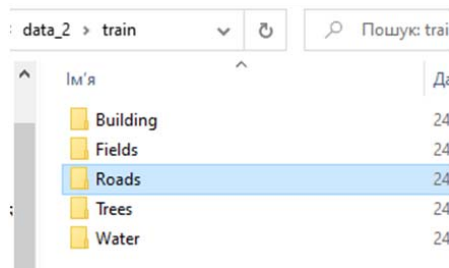 data_2 > train
Пошук: trai
Ім'я
Да
Building
24
Fields
24
Roads
24
Trees
24
Water
24